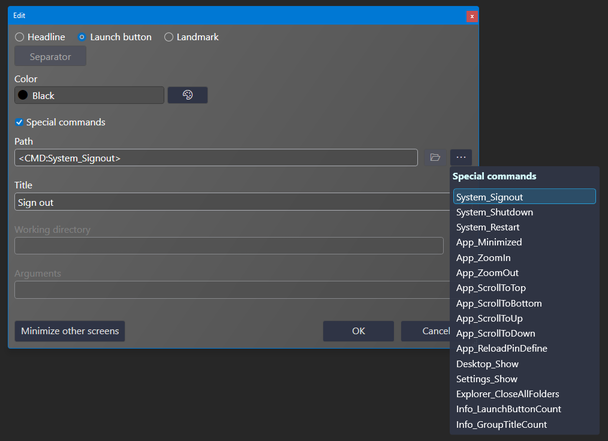 Edit
x
Headline
Launch button
Landmark
Separator
Color
Black
Special commands
Path
<CMD:System_Signout>
...
Title
Sign out
Working directory
Arguments
Minimize other screens
OK
Cancel
Special commands
System_Signout
System_Shutdown
System_Restart
App_Minimized
App_ZoomIn
App_ZoomOut
App_ScrollToTop
App_ScrollToBottom
App_ScrollToUp
App_ScrollToDown
App_ReloadPinDefine
Desktop_Show
Settings_Show
Explorer_CloseAllFolders
Info_LaunchButtonCount
Info_GroupTitleCount